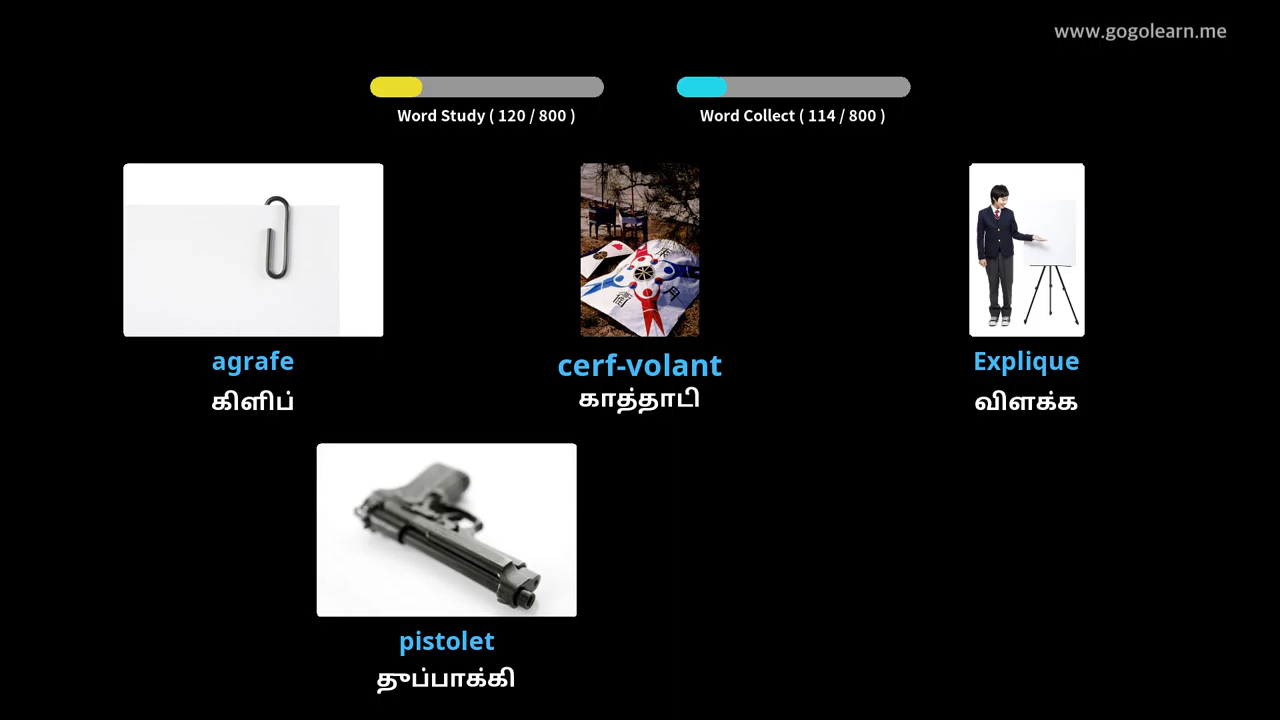 www.gogolearn.me
Word Study ( 120 / 800 )
Word Collect ( 114 / 800 )
agrafe
கிளிப்
cerf-volant
காத்தாடி
Explique
விளக்க
pistolet
துப்பாக்கி